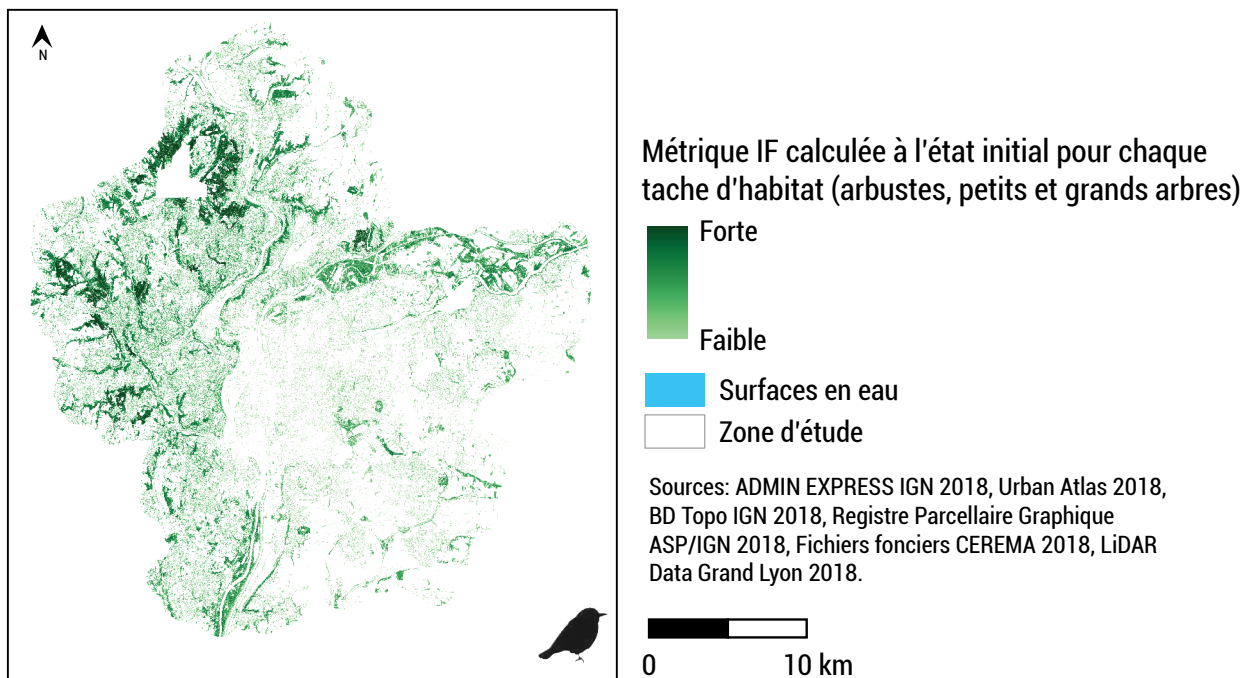 N
Métrique IF calculée à l'état initial pour chaque
tache d'habitat (arbustes, petits et grands arbres)
Forte
Faible
Surfaces en eau
Zone d'étude
Sources: ADMIN EXPRESS IGN 2018, Urban Atlas 2018,
BD Topo IGN 2018, Registre Parcellaire Graphique
ASP/IGN 2018, Fichiers fonciers CEREMA 2018, LiDAR
Data Grand Lyon 2018.
0 10 km